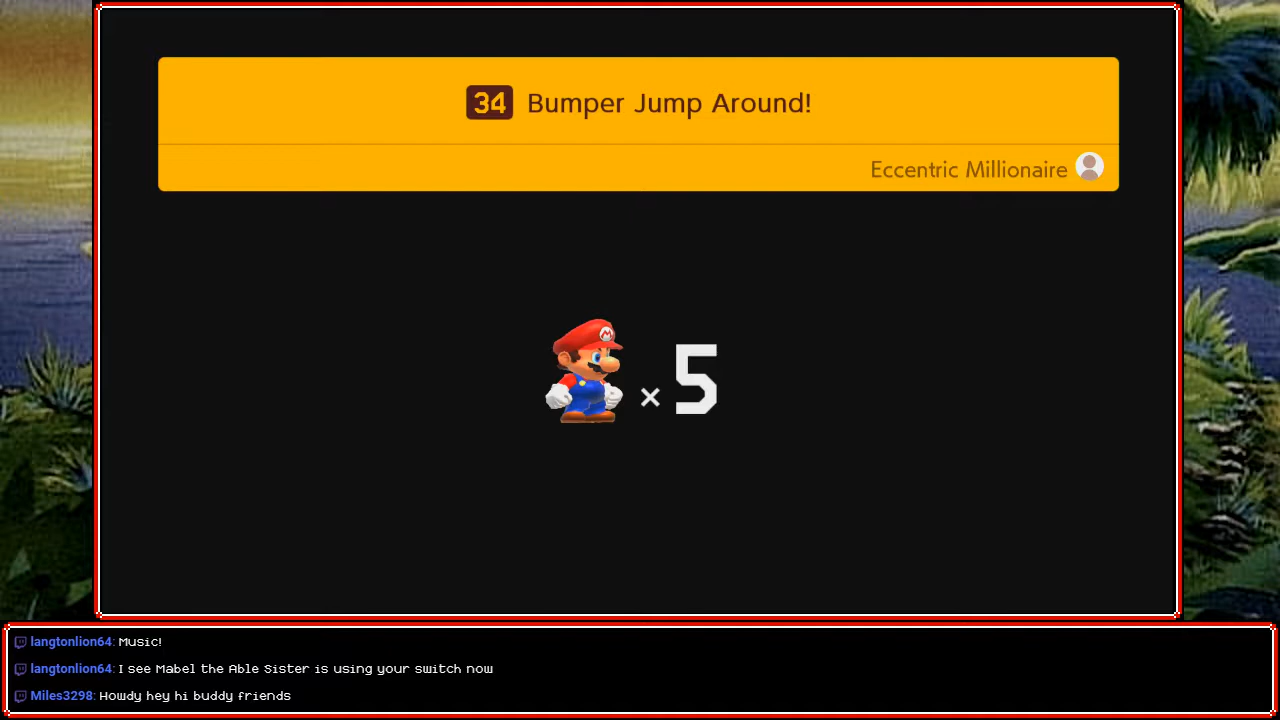 34 Bumper Jump Around!
Eccentric Millionaire
M
× 5
langtonlion64: Music!
langtonlion64: I see Mabel the Able Sister is using your switch now
Miles3298: Howdy hey hi buddy friends